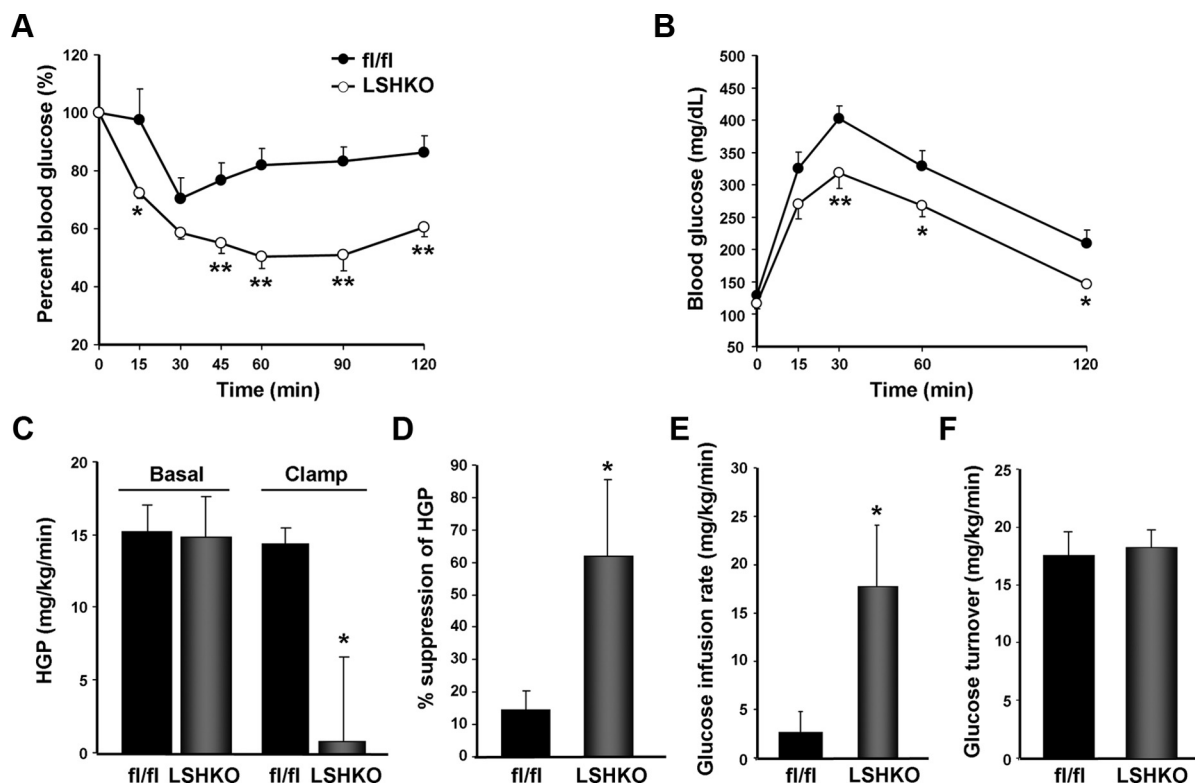 A
Percent blood glucose (%)
120
100
80
60
40
20
fl/fl
LSHKO
*
**
**
**
**
0
15
30
45
60
90
120
Time (min)
B
Blood glucose (mg/dL)
500
450
400
350
300
250
200
150
100
50
**
*
*
0
15
30
60
120
Time (min)
C
HGP (mg/kg/min)
20
15
10
5
0
Basal
Clamp
*
fl/fl LSHKO
fl/fl LSHKO
D
% suppression of HGP
90
80
70
60
50
40
30
20
10
0
*
fl/fl
LSHKO
E
Glucose infusion rate (mg/kg/min)
30
25
20
15
10
5
0
*
fl/fl
LSHKO
F
Glucose turnover (mg/kg/min)
25
20
15
10
5
0
fl/fl
LSHKO